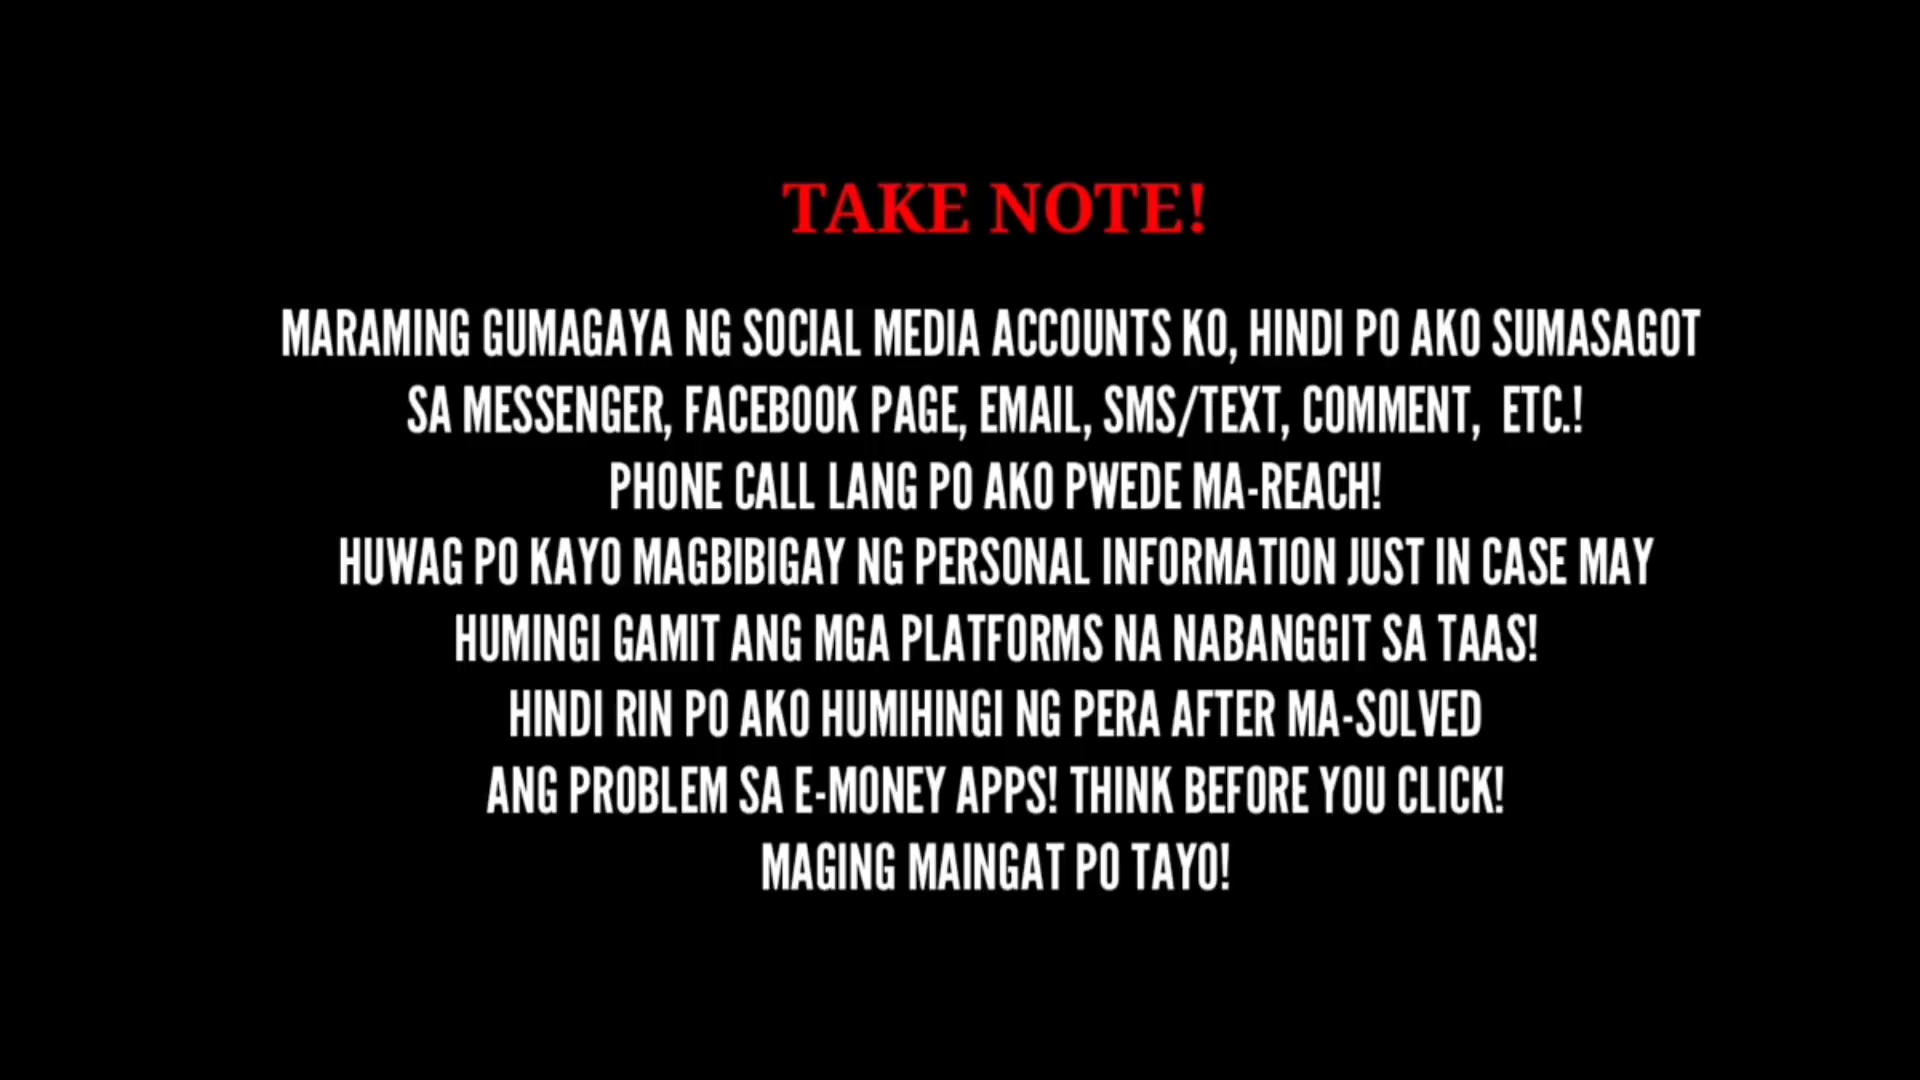 TAKE NOTE!
MARAMING GUMAGAYA NG SOCIAL MEDIA ACCOUNTS KO, HINDI PO AKO SUMASAGOT
SA MESSENGER, FACEBOOK PAGE, EMAIL, SMS/TEXT, COMMENT, ETC.!
PHONE CALL LANG PO AKO PWEDE MA-REACH!
HUWAG PO KAYO MAGBIBIGAY NG PERSONAL INFORMATION JUST IN CASE MAY
HUMINGI GAMIT ANG MGA PLATFORMS NA NABANGGIT SA TAAS!
HINDI RIN PO AKO HUMIHINGI NG PERA AFTER MA-SOLVED
ANG PROBLEM SA E-MONEY APPS! THINK BEFORE YOU CLICK!
MAGING MAINGAT PO TAYO!